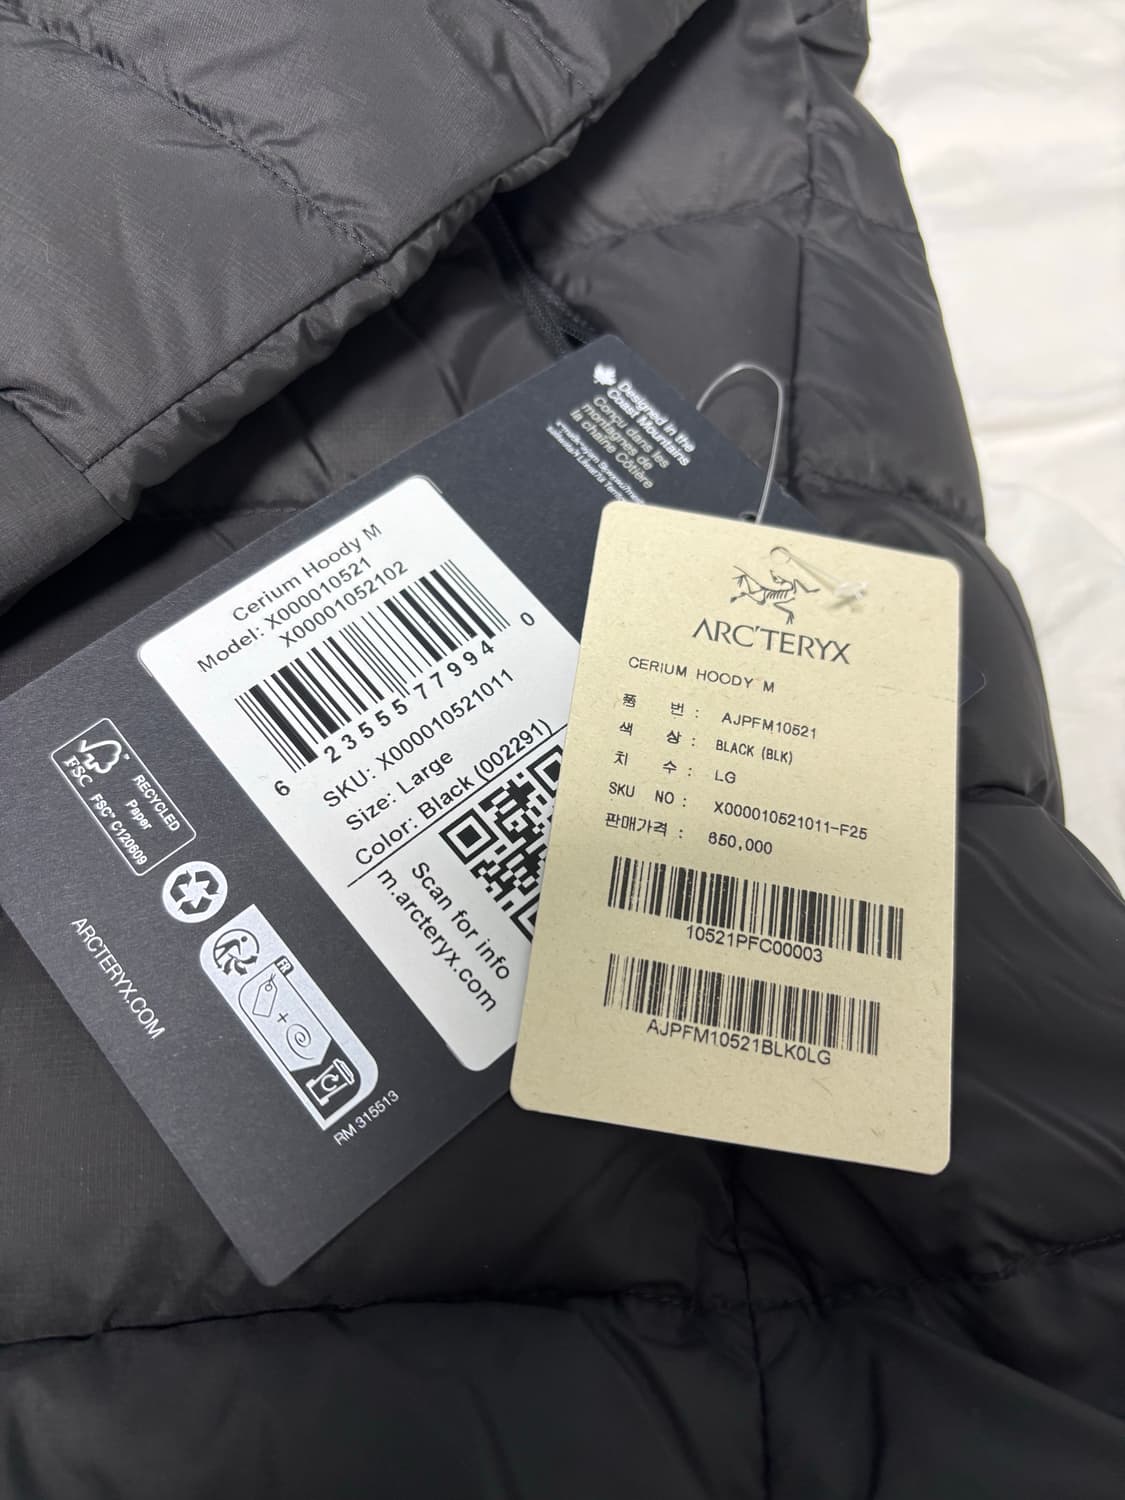 Designed in the
Coast Mountains
Conçu dans les
montagnes de
la chaîne Côtière
Cerium Hoody M
Model: X000010521
X00001052102
6 23555 77994 0
SKU: X000010521011
Size: Large
Color: Black (002291)
Scan for info
m.arcteryx.com
FSC
RECYCLED
Paper
FSC® C120609
ARCTERYX.COM
FR
RM 315513
ARC'TERYX
CERIUM HOODY M
품 번 : AJPFM10521
색 상 : BLACK (BLK)
치 수 : LG
SKU NO : X000010521011-F25
판매가격 : 650,000
10521PFC00003
AJPFM10521BLK0LG